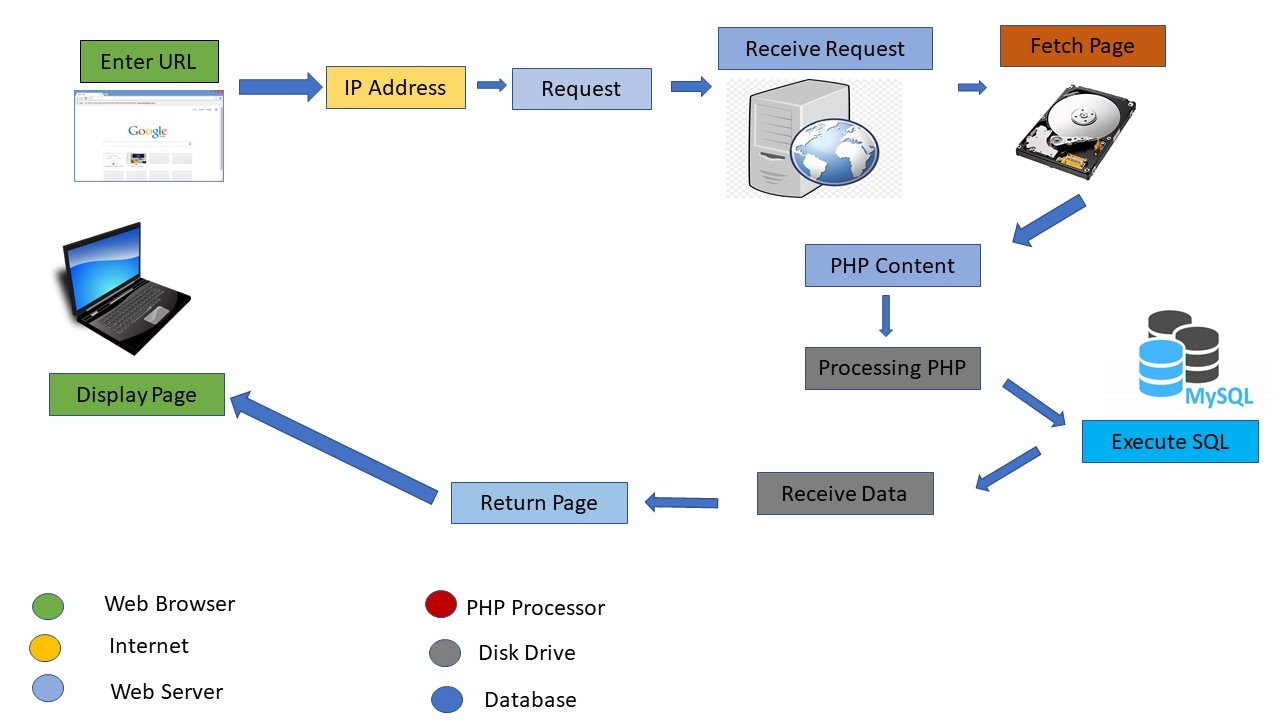 Enter URL
IP Address
Request
Receive Request
Fetch Page
Google
PHP Content
Processing PHP
MySQL
Execute SQL
Display Page
Receive Data
Return Page
Web Browser
Internet
Web Server
PHP Processor
Disk Drive
Database